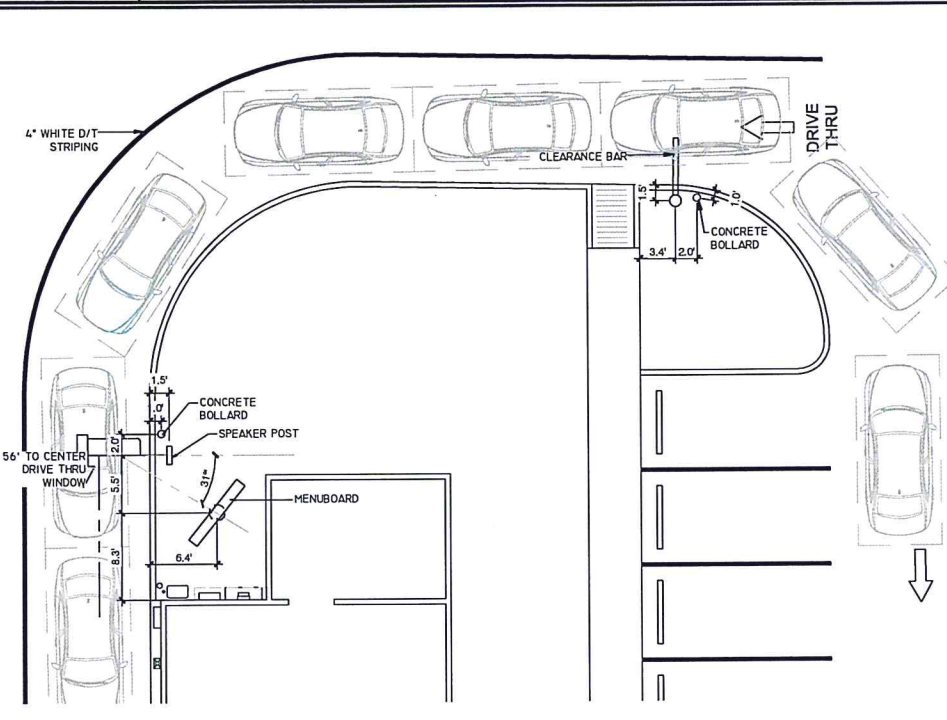 4" WHITE D/T
STRIPING
CLEARANCE BAR
DRIVE
THRU
1.5'
1.0'
CONCRETE
BOLLARD
3.4'
2.0'
1.5'
.0'
CONCRETE
BOLLARD
SPEAKER POST
2.0'
56' TO CENTER
DRIVE THRU
WINDOW
5.5'
31°
MENUBOARD
8.3'
6.4'